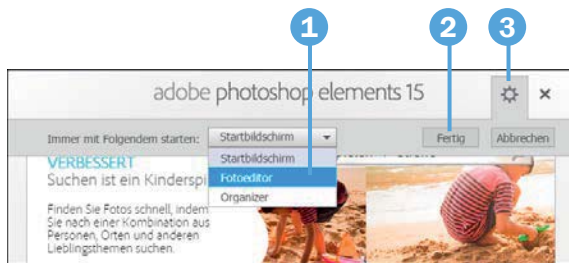 1 2 3
adobe photoshop elements 15
Immer mit Folgendem starten: Startbildschirm Fertig Abbrechen
Startbildschirm
Fotoeditor
Organizer
VERBESSERT
Suchen ist ein Kinderspi
Finden Sie Fotos schnell, indem
Sie nach einer Kombination aus
Personen, Orten und anderen
Lieblingsthemen suchen.